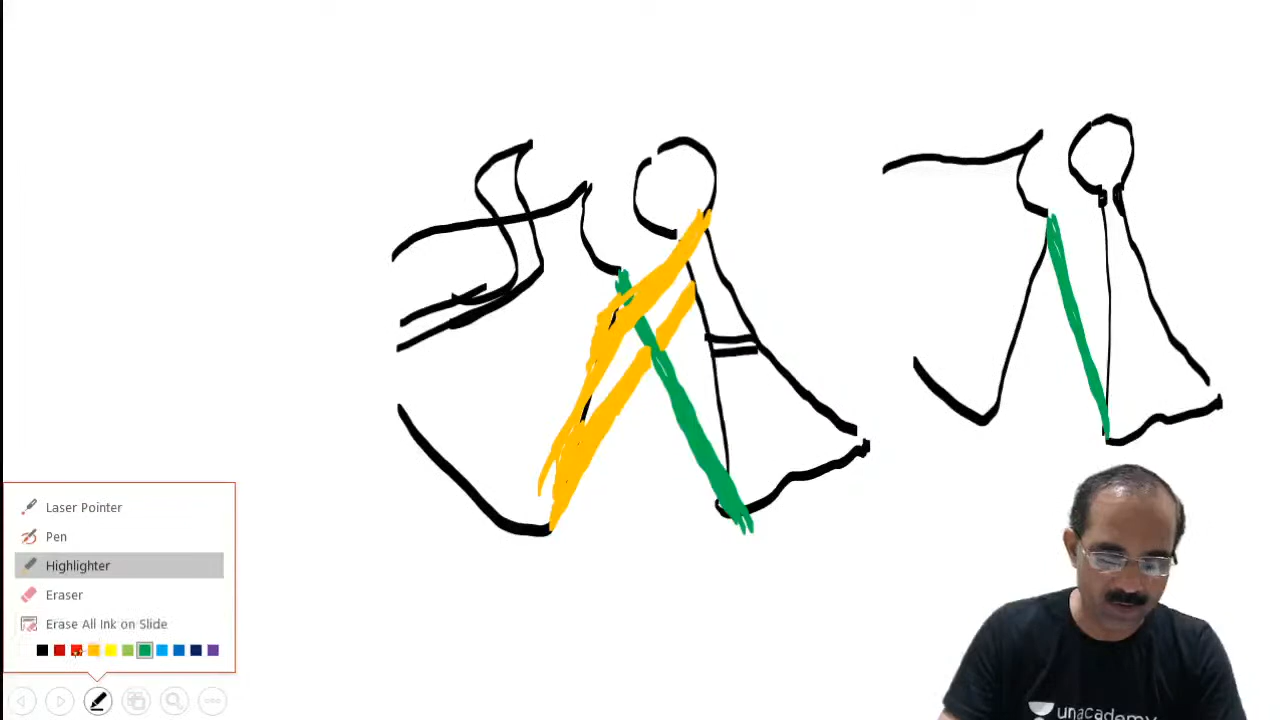 Laser Pointer
Pen
Highlighter
Eraser
Erase All Ink on Slide
unacademy